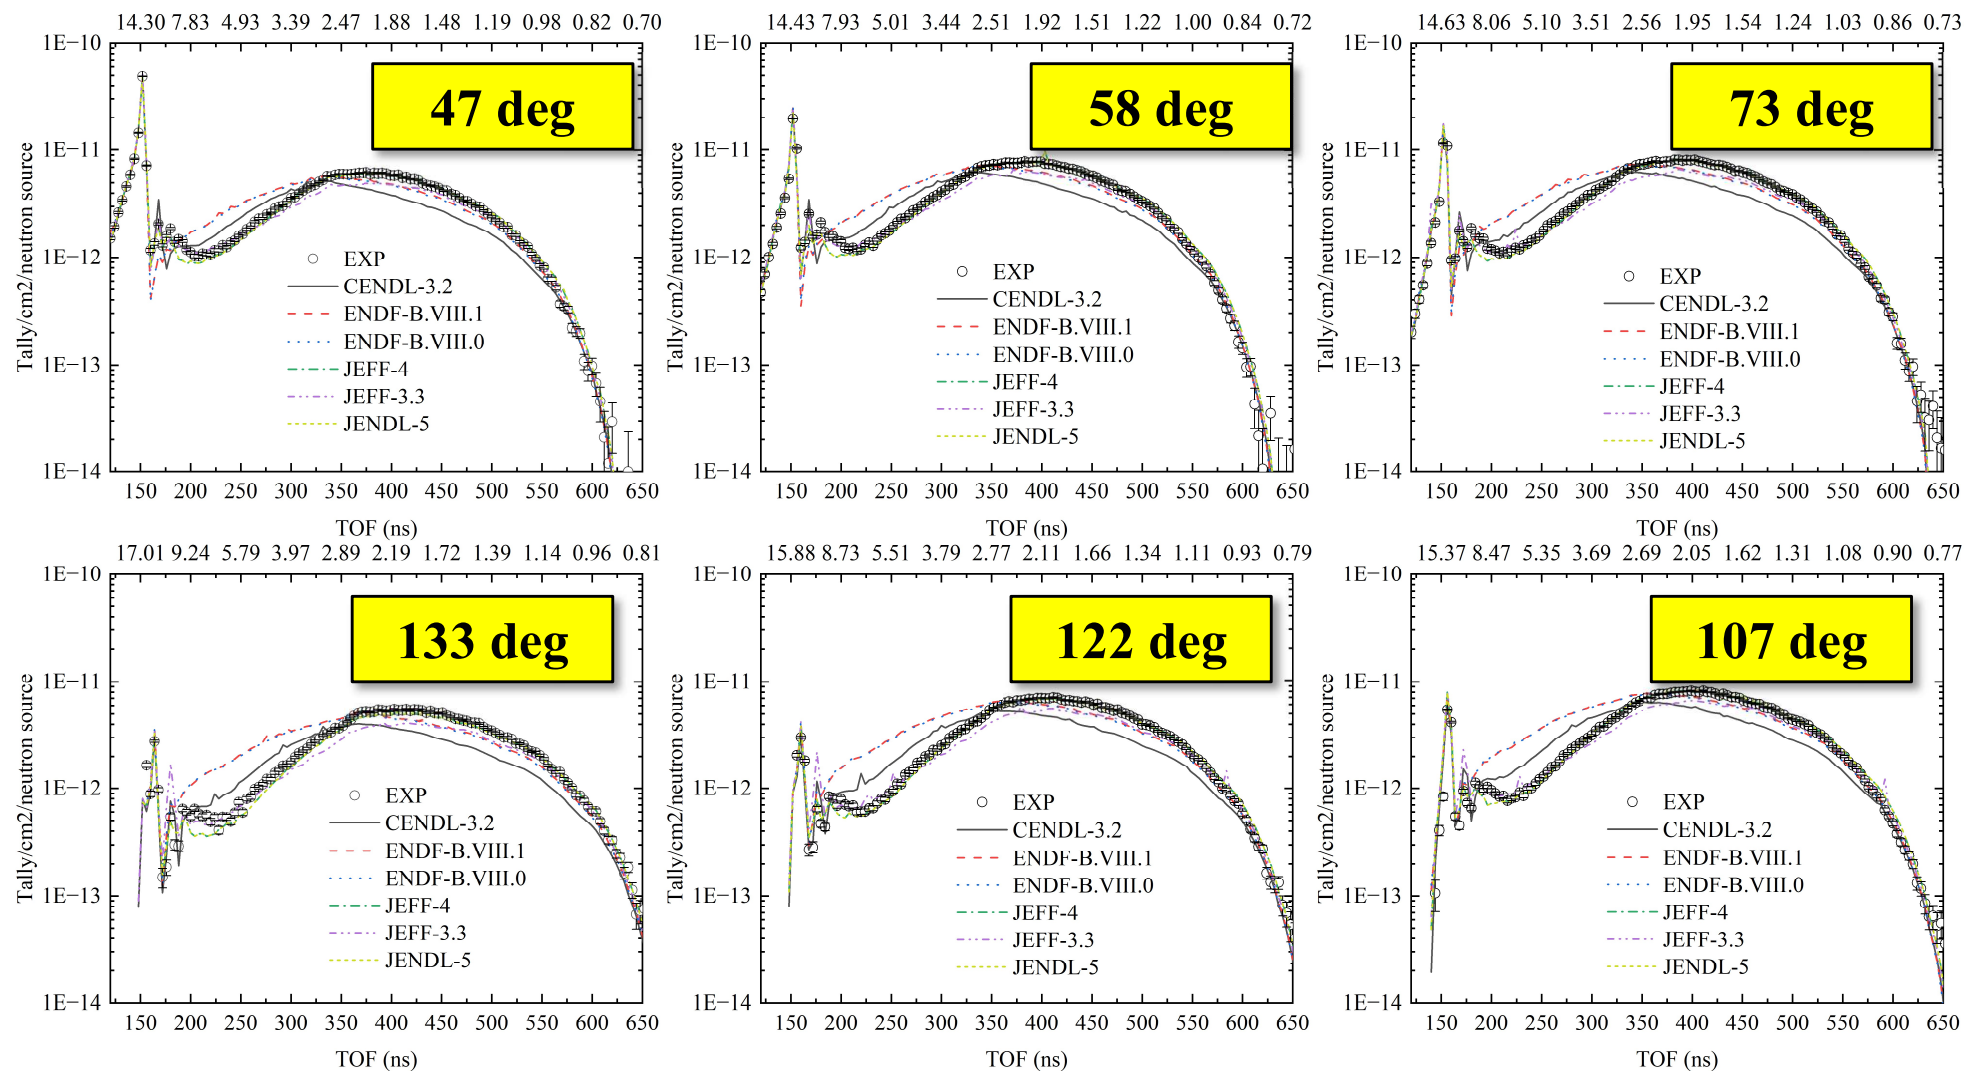 14.30 7.83 4.93 3.39 2.47 1.88 1.48 1.19 0.98 0.82 0.70
47 deg
1E−10
1E−11
1E−12
1E−13
1E−14
Tally/cm2/neutron source
EXP
CENDL-3.2
ENDF-B.VIII.1
ENDF-B.VIII.0
JEFF-4
JEFF-3.3
JENDL-5
150 200 250 300 350 400 450 500 550 600 650
TOF (ns)
14.43 7.93 5.01 3.44 2.51 1.92 1.51 1.22 1.00 0.84 0.72
58 deg
1E−10
1E−11
1E−12
1E−13
1E−14
Tally/cm2/neutron source
EXP
CENDL-3.2
ENDF-B.VIII.1
ENDF-B.VIII.0
JEFF-4
JEFF-3.3
JENDL-5
150 200 250 300 350 400 450 500 550 600 650
TOF (ns)
14.63 8.06 5.10 3.51 2.56 1.95 1.54 1.24 1.03 0.86 0.73
73 deg
1E−10
1E−11
1E−12
1E−13
1E−14
Tally/cm2/neutron source
EXP
CENDL-3.2
ENDF-B.VIII.1
ENDF-B.VIII.0
JEFF-4
JEFF-3.3
JENDL-5
150 200 250 300 350 400 450 500 550 600 650
TOF (ns)
17.01 9.24 5.79 3.97 2.89 2.19 1.72 1.39 1.14 0.96 0.81
133 deg
1E−10
1E−11
1E−12
1E−13
1E−14
Tally/cm2/neutron source
EXP
CENDL-3.2
ENDF-B.VIII.1
ENDF-B.VIII.0
JEFF-4
JEFF-3.3
JENDL-5
150 200 250 300 350 400 450 500 550 600 650
TOF (ns)
15.88 8.73 5.51 3.79 2.77 2.11 1.66 1.34 1.11 0.93 0.79
122 deg
1E−10
1E−11
1E−12
1E−13
1E−14
Tally/cm2/neutron source
EXP
CENDL-3.2
ENDF-B.VIII.1
ENDF-B.VIII.0
JEFF-4
JEFF-3.3
JENDL-5
150 200 250 300 350 400 450 500 550 600 650
TOF (ns)
15.37 8.47 5.35 3.69 2.69 2.05 1.62 1.31 1.08 0.90 0.77
107 deg
1E−10
1E−11
1E−12
1E−13
1E−14
Tally/cm2/neutron source
EXP
CENDL-3.2
ENDF-B.VIII.1
ENDF-B.VIII.0
JEFF-4
JEFF-3.3
JENDL-5
150 200 250 300 350 400 450 500 550 600 650
TOF (ns)